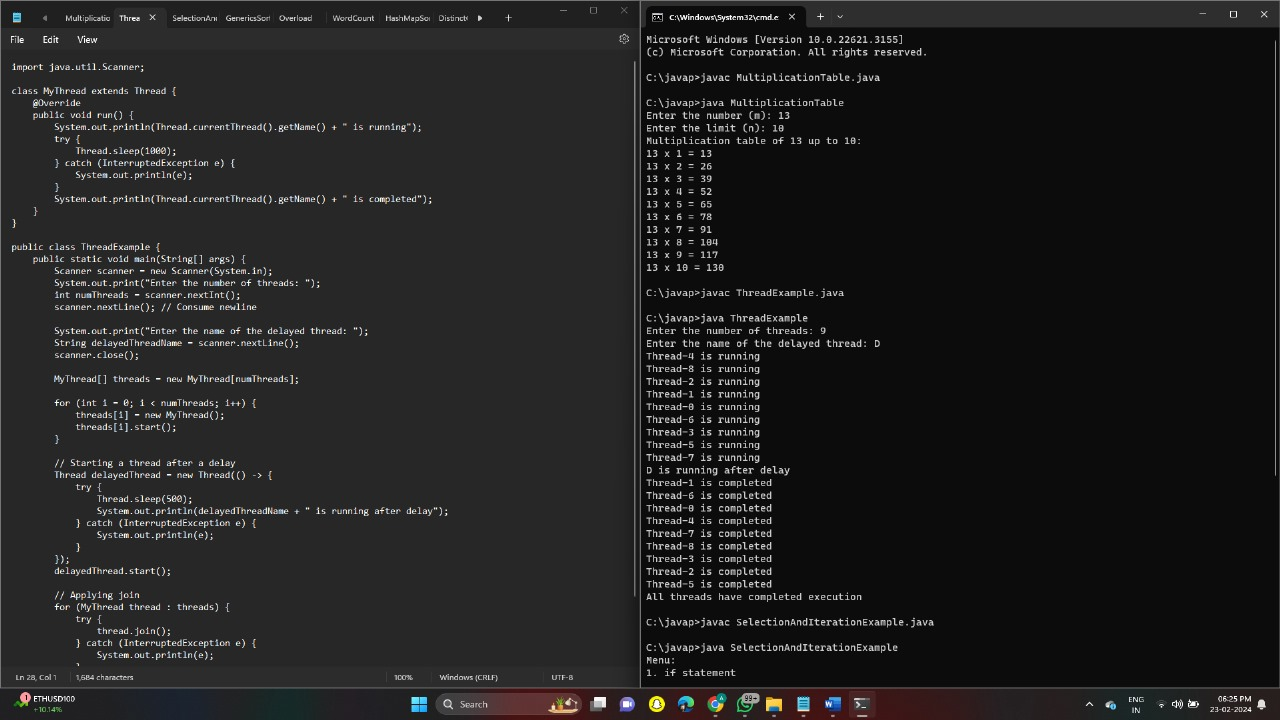 Multiplicatio Threa SelectionAn GenericsSor Overload WordCount HashMapSo Distinct
File Edit View
import java.util.Scanner;
class MyThread extends Thread {
@Override
public void run() {
System.out.println(Thread.currentThread().getName() + " is running");
try {
Thread.sleep(1000);
} catch (InterruptedException e) {
System.out.println(e);
}
System.out.println(Thread.currentThread().getName() + " is completed");
}
}
public class ThreadExample {
public static void main(String[] args) {
Scanner scanner = new Scanner(System.in);
System.out.print("Enter the number of threads: ");
int numThreads = scanner.nextInt();
scanner.nextLine(); // Consume newline
System.out.print("Enter the name of the delayed thread: ");
String delayedThreadName = scanner.nextLine();
scanner.close();
MyThread[] threads = new MyThread[numThreads];
for (int i = 0; i < numThreads; i++) {
threads[i] = new MyThread();
threads[i].start();
}
// Starting a thread after a delay
Thread delayedThread = new Thread(() -> {
try {
Thread.sleep(500);
System.out.println(delayedThreadName + " is running after delay");
} catch (InterruptedException e) {
System.out.println(e);
}
});
delayedThread.start();
// Applying join
for (MyThread thread : threads) {
try {
thread.join();
} catch (InterruptedException e) {
System.out.println(e);
Ln 28, Col 1 1,684 characters 100% Windows (CRLF) UTF-8
C:\Windows\System32\cmd.e
Microsoft Windows [Version 10.0.22621.3155]
(c) Microsoft Corporation. All rights reserved.
C:\javap>javac MultiplicationTable.java
C:\javap>java MultiplicationTable
Enter the number (m): 13
Enter the limit (n): 10
Multiplication table of 13 up to 10:
13 x 1 = 13
13 x 2 = 26
13 x 3 = 39
13 x 4 = 52
13 x 5 = 65
13 x 6 = 78
13 x 7 = 91
13 x 8 = 104
13 x 9 = 117
13 x 10 = 130
C:\javap>javac ThreadExample.java
C:\javap>java ThreadExample
Enter the number of threads: 9
Enter the name of the delayed thread: D
Thread-4 is running
Thread-8 is running
Thread-2 is running
Thread-1 is running
Thread-0 is running
Thread-6 is running
Thread-3 is running
Thread-5 is running
Thread-7 is running
D is running after delay
Thread-1 is completed
Thread-6 is completed
Thread-0 is completed
Thread-4 is completed
Thread-7 is completed
Thread-8 is completed
Thread-3 is completed
Thread-2 is completed
Thread-5 is completed
All threads have completed execution
C:\javap>javac SelectionAndIterationExample.java
C:\javap>java SelectionAndIterationExample
Menu:
1. if statement
1 ETHUSD100
+10.14%
Search
99+
ENG
IN
06:25 PM
23-02-2024